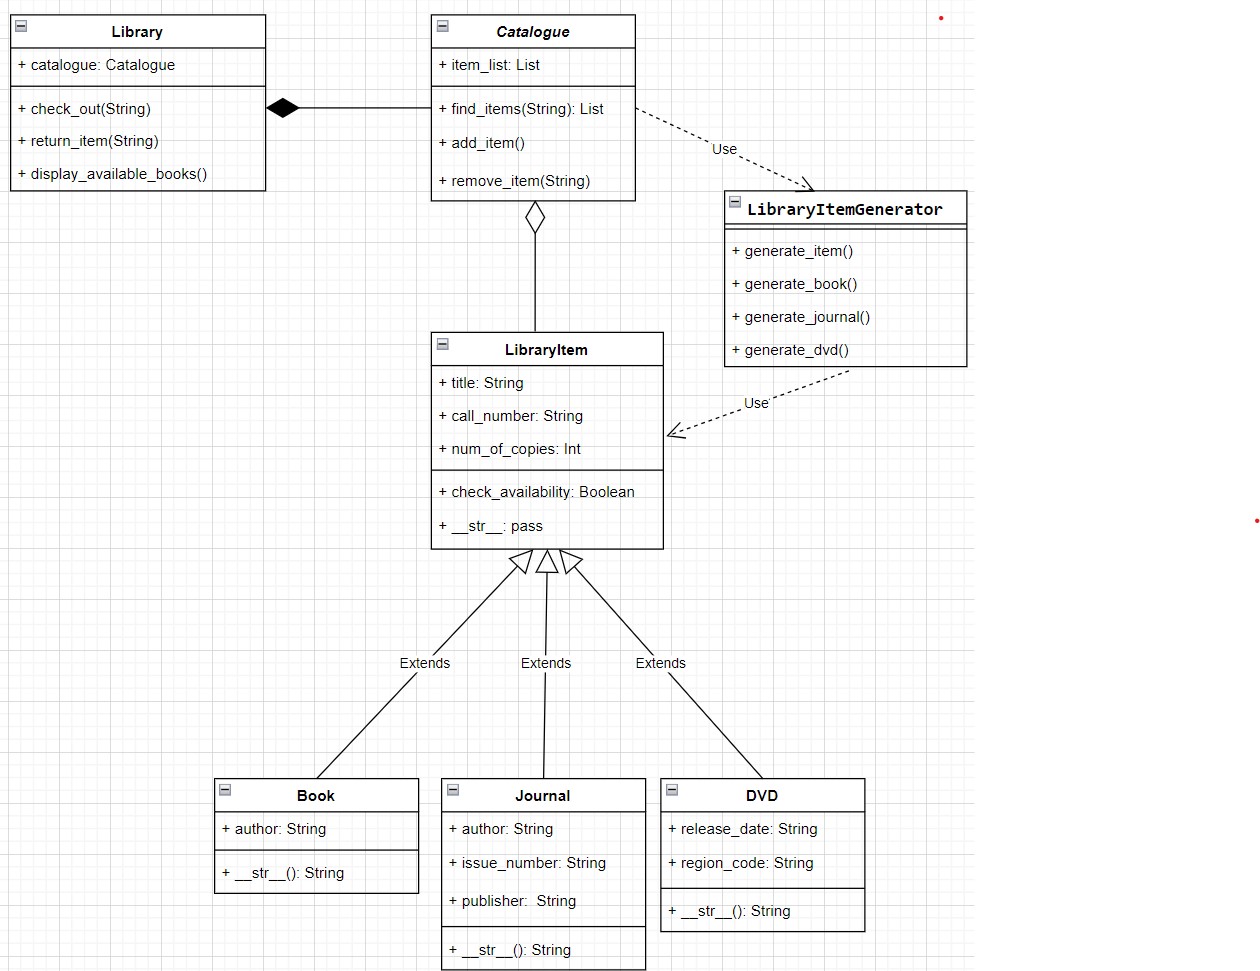 Library
+ catalogue: Catalogue
+ check_out(String)
+ return_item(String)
+ display_available_books()
Catalogue
+ item_list: List
+ find_items(String): List
+ add_item()
+ remove_item(String)
Use
LibraryItemGenerator
+ generate_item()
+ generate_book()
+ generate_journal()
+ generate_dvd()
Use
LibraryItem
+ title: String
+ call_number: String
+ num_of_copies: Int
+ check_availability: Boolean
+ __str__: pass
Extends
Extends
Extends
Book
+ author: String
+ __str__(): String
Journal
+ author: String
+ issue_number: String
+ publisher:  String
+ __str__(): String
DVD
+ release_date: String
+ region_code: String
+ __str__(): String